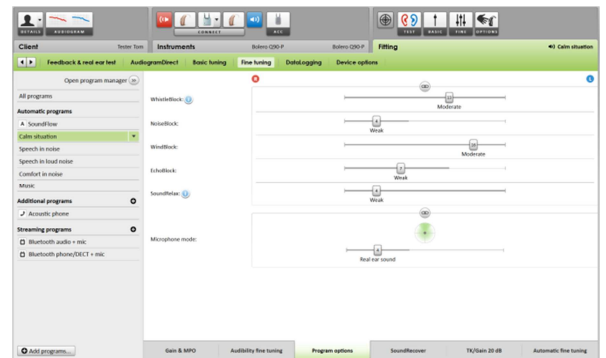 DETAILS AUDIOGRAM CONNECT ACC TEST BASIC FINE OPTIONS
Client Tester Tom Instruments Bolero Q90-P Bolero Q90-P Fitting Calm situation
Feedback & real ear test AudiogramDirect Basic tuning Fine tuning DataLogging Device options
Open program manager
All programs
Automatic programs
A SoundFlow
Calm situation
Speech in noise
Speech in loud noise
Comfort in noise
Music
Additional programs
Acoustic phone
Streaming programs
Bluetooth audio + mic
Bluetooth phone/DECT + mic
Add programs...
WhistleBlock:
Moderate
NoiseBlock:
Weak
WindBlock:
Moderate
EchoBlock:
Weak
SoundRelax:
Weak
Microphone mode:
Real ear sound
Gain & MPO Audibility fine tuning Program options SoundRecover TK/Gain 20 dB Automatic fine tuning